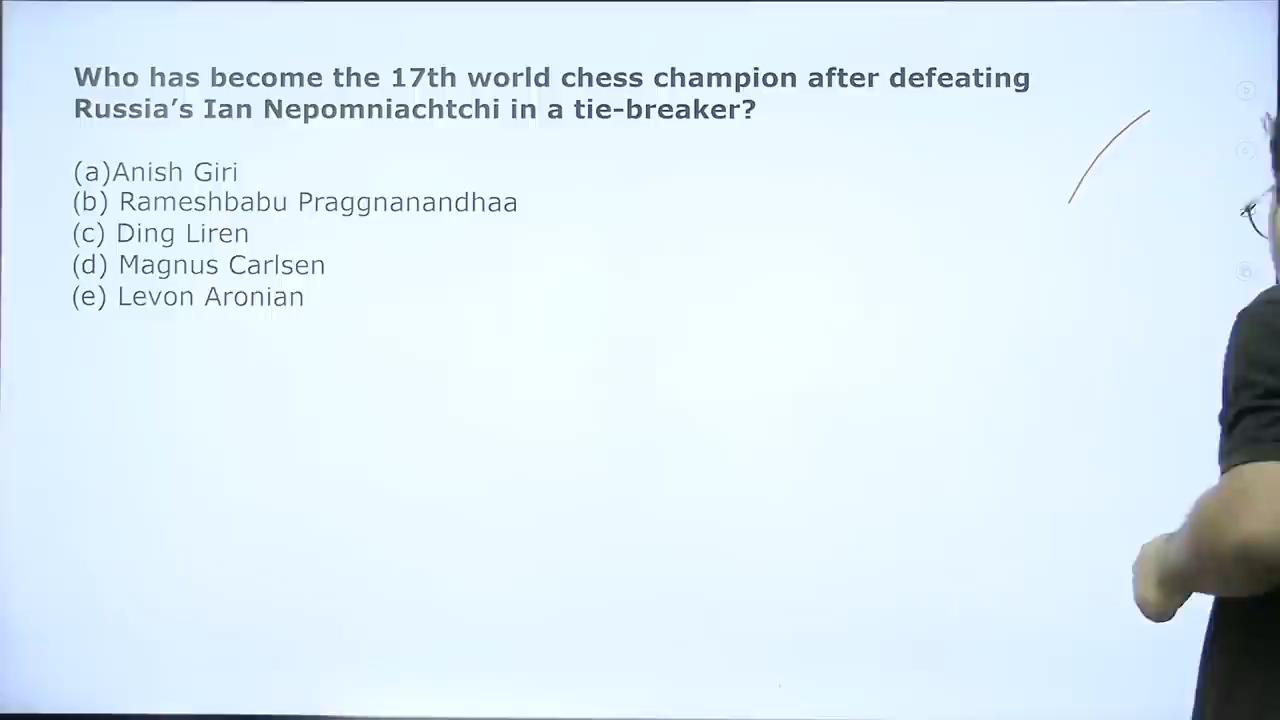 Who has become the 17th world chess champion after defeating
Russia’s Ian Nepomniachtchi in a tie-breaker?
(a)Anish Giri
(b) Rameshbabu Praggnanandhaa
(c) Ding Liren
(d) Magnus Carlsen
(e) Levon Aronian